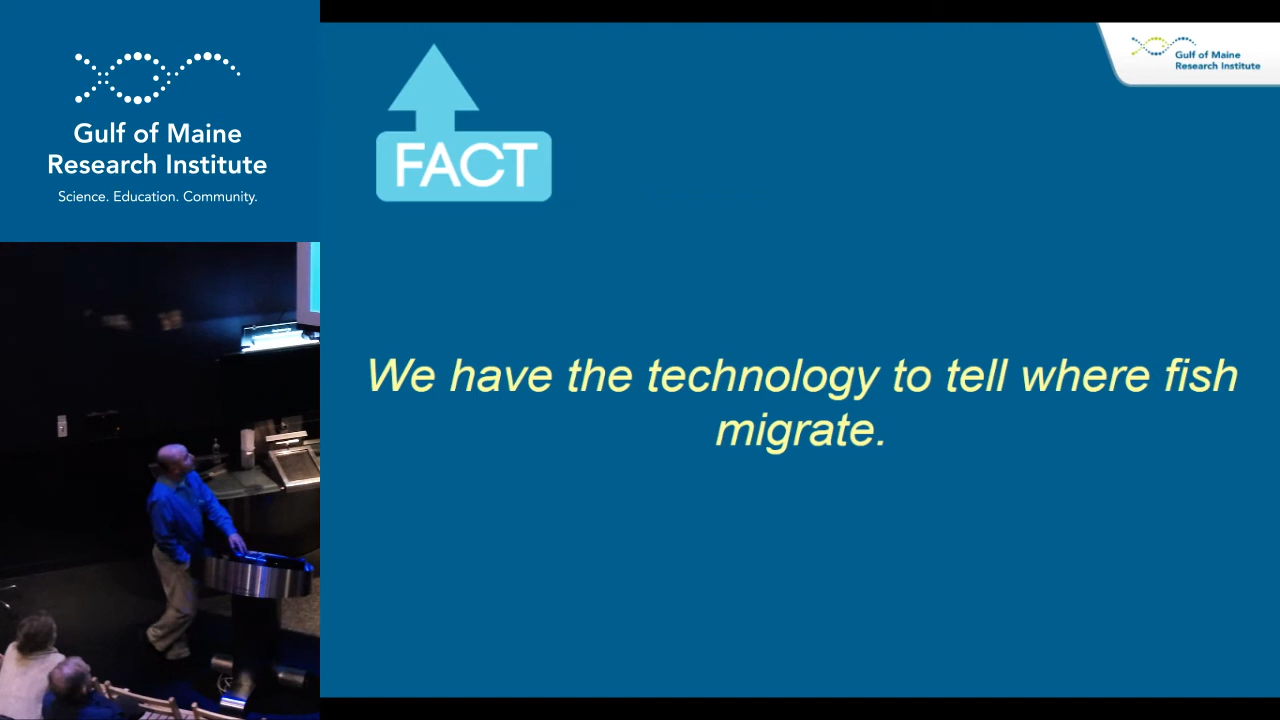 Gulf of Maine
Research Institute
Science. Education. Community.
Gulf of Maine
Research Institute
FACT
We have the technology to tell where fish
migrate.